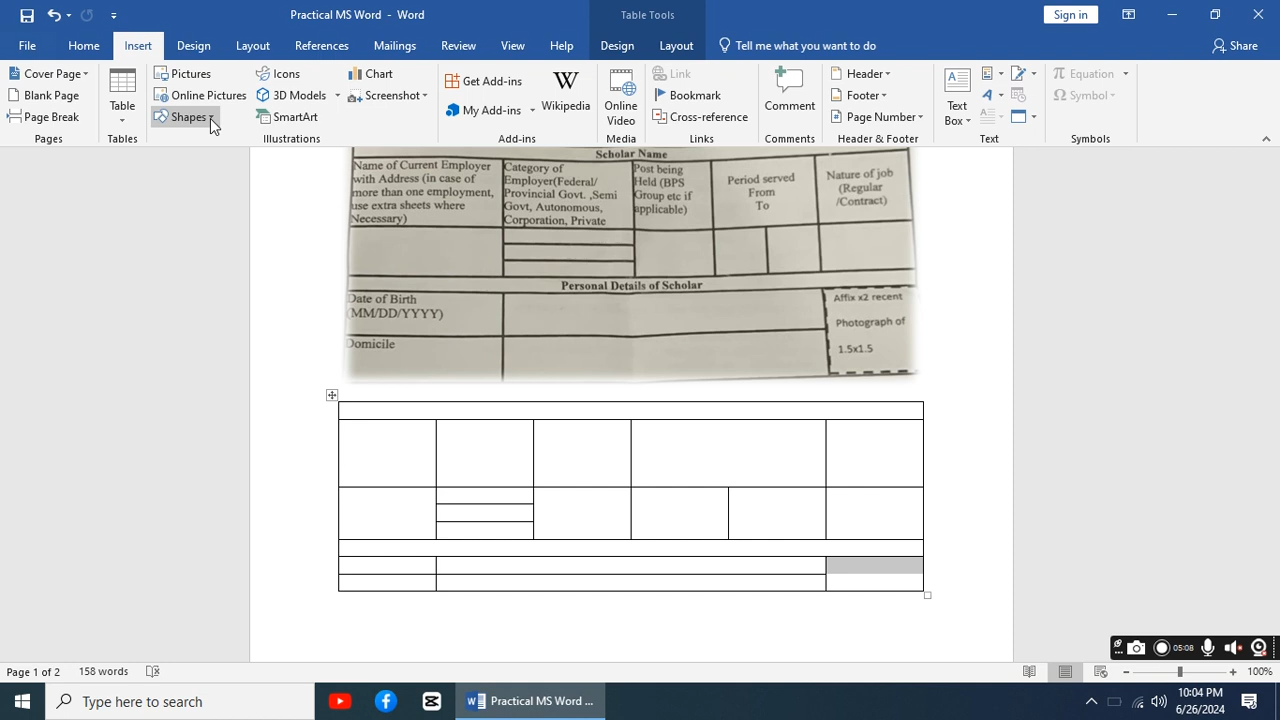 Practical MS Word - Word
Table Tools
Sign in
File Home Insert Design Layout References Mailings Review View Help Design Layout Tell me what you want to do Share
Cover Page
Blank Page
Page Break
Pages
Table
Tables
Pictures
Online Pictures
Shapes
Icons
3D Models
SmartArt
Chart
Screenshot
Illustrations
Get Add-ins
My Add-ins
Wikipedia
Add-ins
Online
Video
Media
Link
Bookmark
Cross-reference
Links
Comment
Comments
Header
Footer
Page Number
Header & Footer
Text
Box
Text
Equation
Symbol
Symbols
Scholar Name
Name of Current Employer
with Address (in case of
more than one employment,
use extra sheets where
Necessary)
Category of
Employer(Federal/
Provincial Govt. ,Semi
Govt, Autonomous,
Corporation, Private
Post being
Held (BPS
Group etc if
applicable)
Period served
From
To
Nature of job
(Regular
/Contract)
Personal Details of Scholar
Date of Birth
(MM/DD/YYYY)
Domicile
Affix x2 recent
Photograph of
1.5x1.5
05:08
Page 1 of 2 158 words
100%
Type here to search
Practical MS Word ...
10:04 PM
6/26/2024